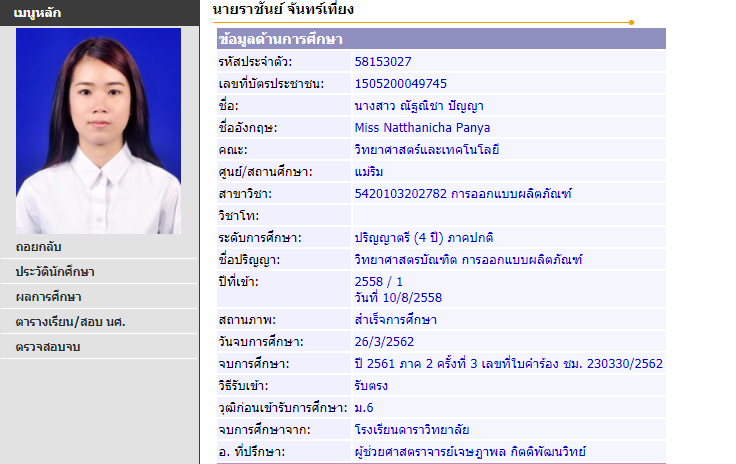 เมนูหลัก
นายราชันย์ จันทร์เที่ยง
ข้อมูลด้านการศึกษา
รหัสประจำตัว: 58153027
เลขที่บัตรประชาชน: 1505200049745
ชื่อ: นางสาว ณัฐณิชา ปัญญา
ชื่ออังกฤษ: Miss Natthanicha Panya
คณะ: วิทยาศาสตร์และเทคโนโลยี
ศูนย์/สถานศึกษา: แม่ริม
สาขาวิชา: 5420103202782 การออกแบบผลิตภัณฑ์
วิชาโท:
ระดับการศึกษา: ปริญญาตรี (4 ปี) ภาคปกติ
ชื่อปริญญา: วิทยาศาสตรบัณฑิต การออกแบบผลิตภัณฑ์
ปีที่เข้า: 2558 / 1
วันที่ 10/8/2558
สถานภาพ: สำเร็จการศึกษา
วันจบการศึกษา: 26/3/2562
จบการศึกษา: ปี 2561 ภาค 2 ครั้งที่ 3 เลขที่ใบคำร้อง ชม. 230330/2562
วิธีรับเข้า: รับตรง
วุฒิก่อนเข้ารับการศึกษา: ม.6
จบการศึกษาจาก: โรงเรียนดาราวิทยาลัย
อ. ที่ปรึกษา: ผู้ช่วยศาสตราจารย์เจษฎาพล กิตติพัฒนวิทย์
ถอยกลับ
ประวัตินักศึกษา
ผลการศึกษา
ตารางเรียน/สอบ นศ.
ตรวจสอบจบ